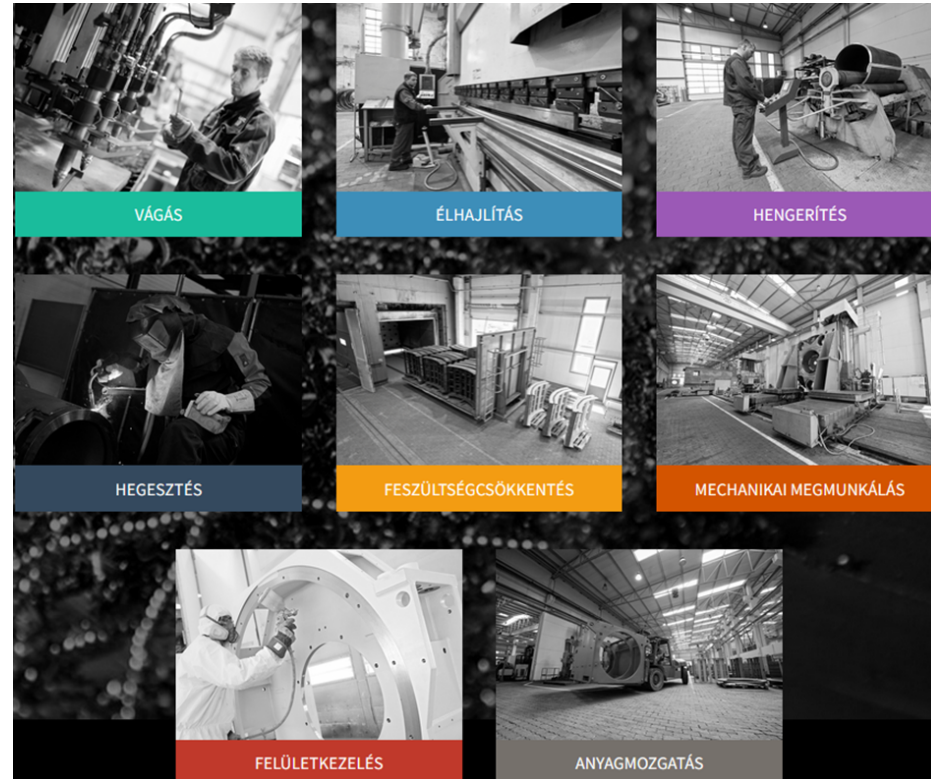 VÁGÁS
ÉLHAJLÍTÁS
HENGERÍTÉS
HEGESZTÉS
FESZÜLTSÉGCSÖKKENTÉS
MECHANIKAI MEGMUNKÁLÁS
FELÜLETKEZELÉS
ANYAGMOZGATÁS